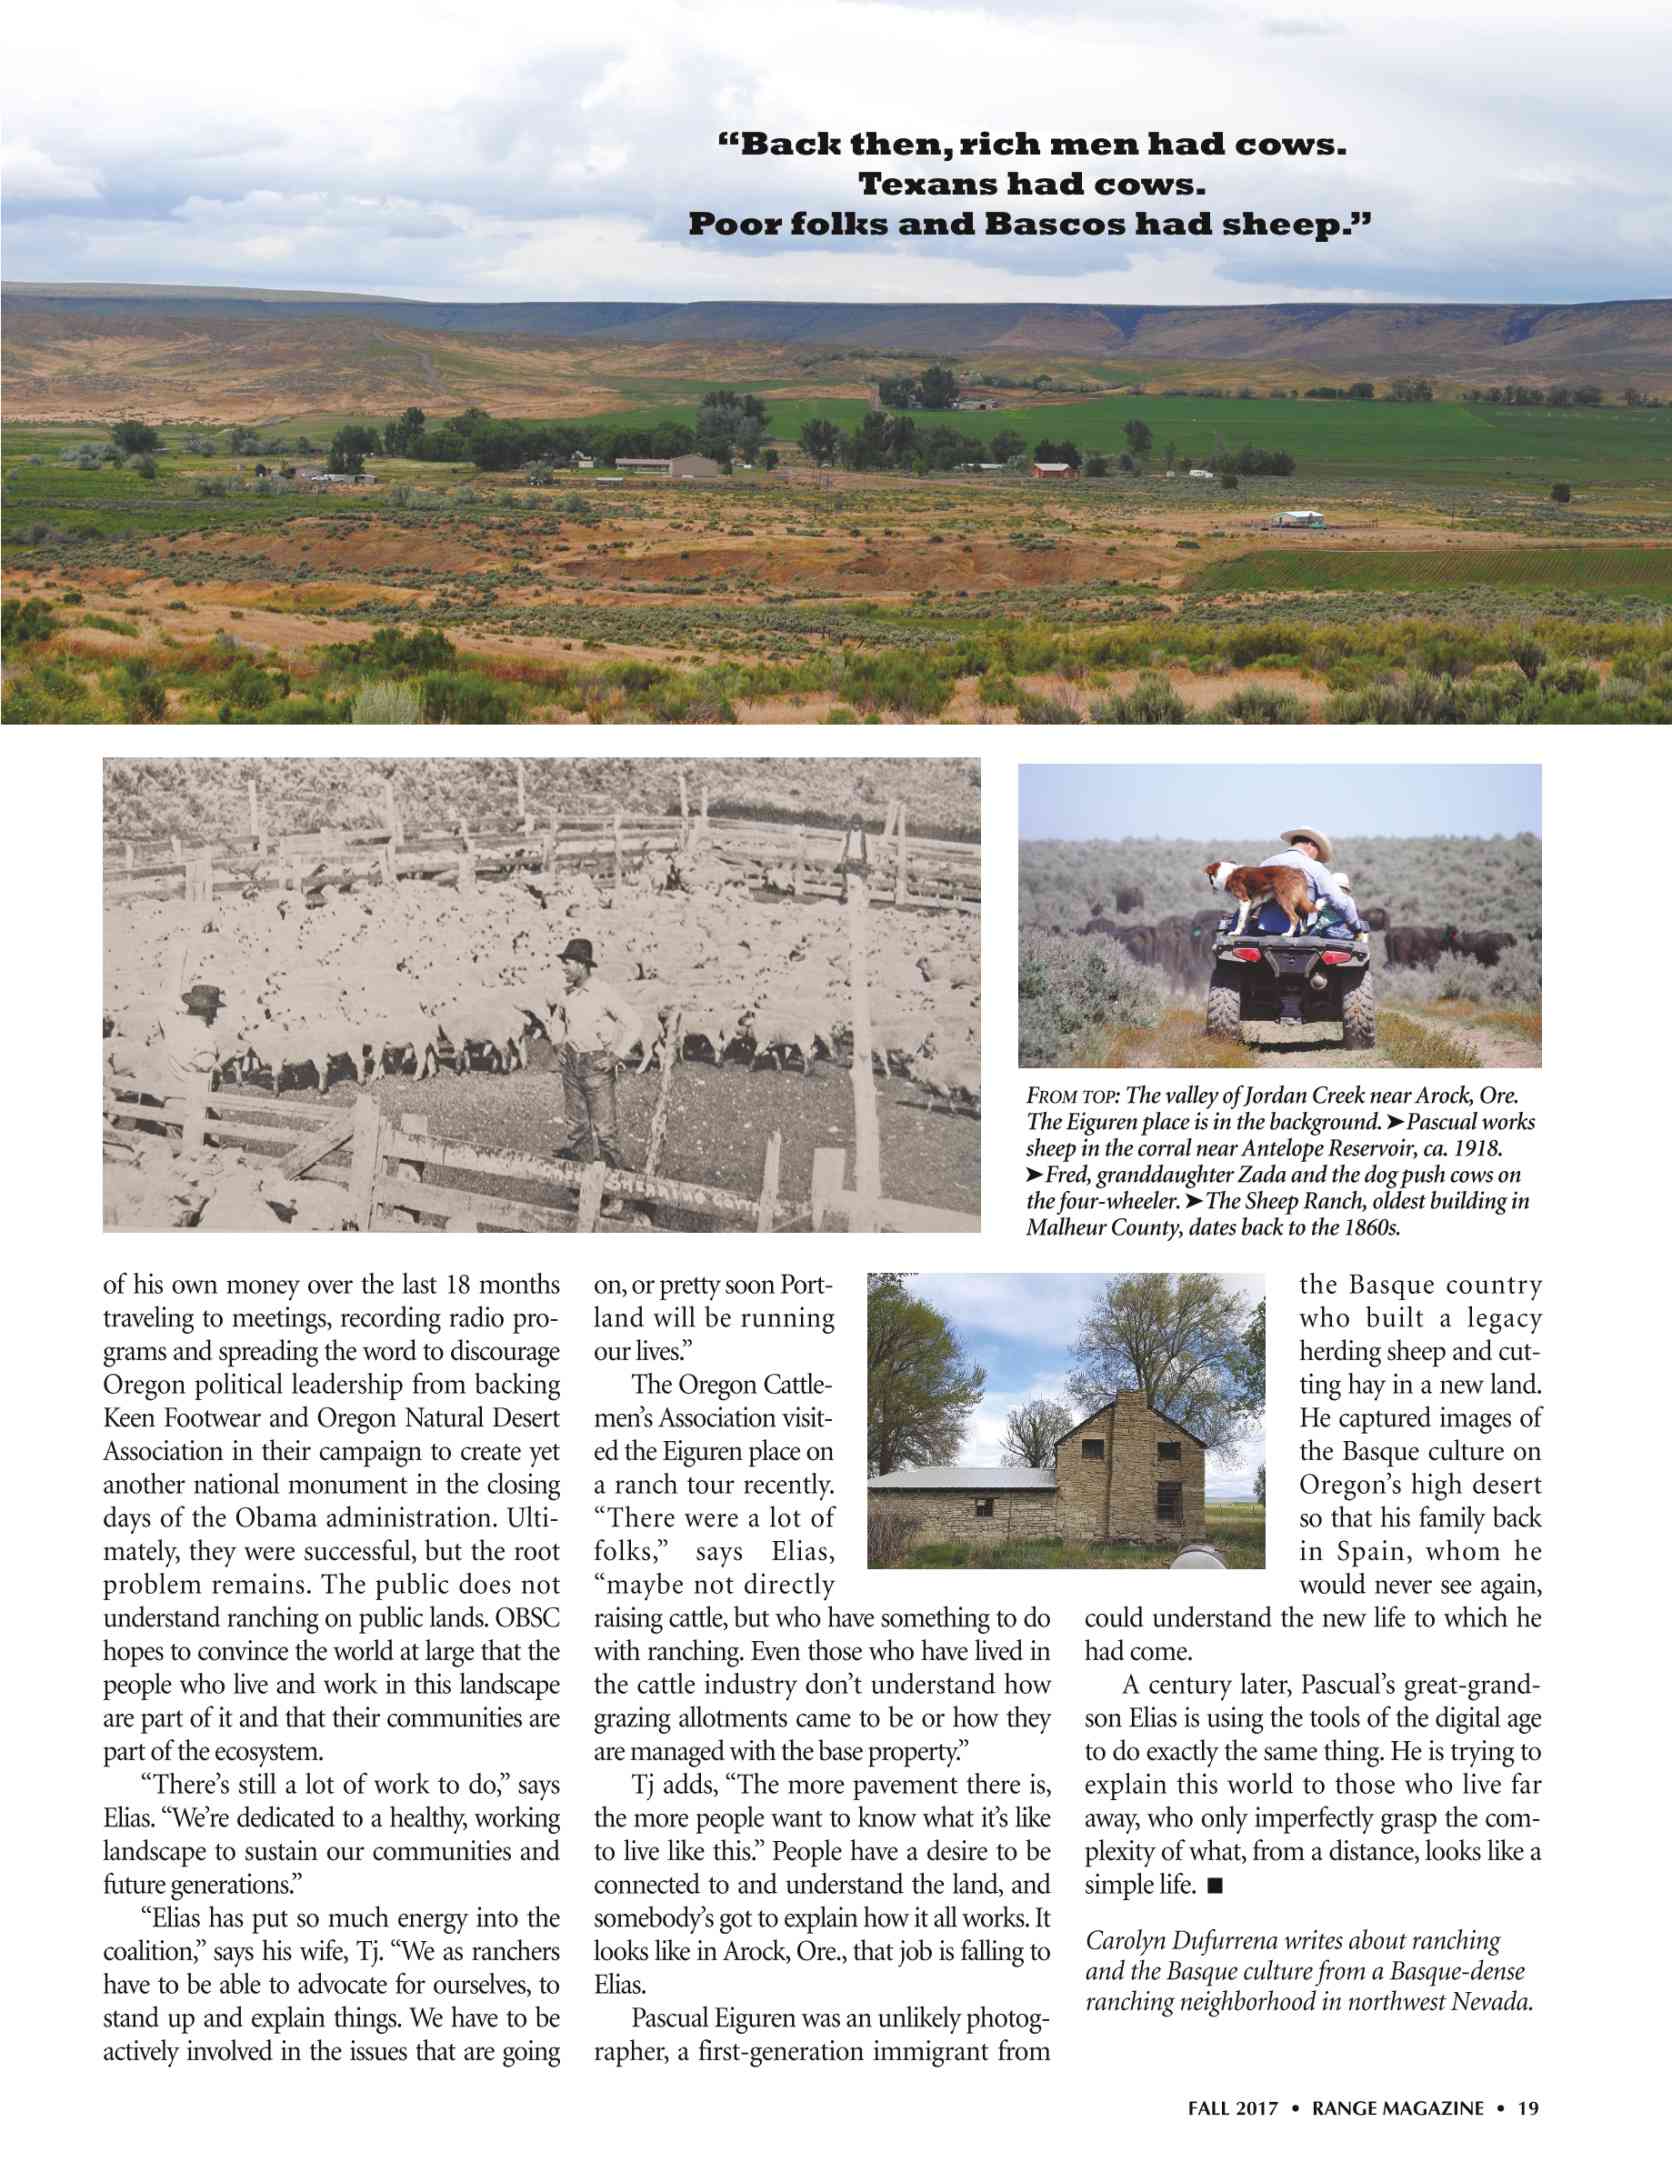 “Back then, rich men had cows.
Texans had cows.
Poor folks and Bascos had sheep.”
FROM TOP: The valley of Jordan Creek near Arock, Ore.
The Eiguren place is in the background. ➤Pascual works
sheep in the corral near Antelope Reservoir, ca. 1918.
➤Fred, granddaughter Zada and the dog push cows on
the four-wheeler. ➤The Sheep Ranch, oldest building in
Malheur County, dates back to the 1860s.
of his own money over the last 18 months
traveling to meetings, recording radio pro-
grams and spreading the word to discourage
Oregon political leadership from backing
Keen Footwear and Oregon Natural Desert
Association in their campaign to create yet
another national monument in the closing
days of the Obama administration. Ulti-
mately, they were successful, but the root
problem remains. The public does not
understand ranching on public lands. OBSC
hopes to convince the world at large that the
people who live and work in this landscape
are part of it and that their communities are
part of the ecosystem.
“There’s still a lot of work to do,” says
Elias. “We’re dedicated to a healthy, working
landscape to sustain our communities and
future generations.”
“Elias has put so much energy into the
coalition,” says his wife, Tj. “We as ranchers
have to be able to advocate for ourselves, to
stand up and explain things. We have to be
actively involved in the issues that are going
on, or pretty soon Port-
land will be running
our lives.”
The Oregon Cattle-
men’s Association visit-
ed the Eiguren place on
a ranch tour recently.
“There were a lot of
folks,” says Elias,
“maybe not directly
raising cattle, but who have something to do
with ranching. Even those who have lived in
the cattle industry don’t understand how
grazing allotments came to be or how they
are managed with the base property.”
Tj adds, “The more pavement there is,
the more people want to know what it’s like
to live like this.” People have a desire to be
connected to and understand the land, and
somebody’s got to explain how it all works. It
looks like in Arock, Ore., that job is falling to
Elias.
Pascual Eiguren was an unlikely photog-
rapher, a first-generation immigrant from
the Basque country
who built a legacy
herding sheep and cut-
ting hay in a new land.
He captured images of
the Basque culture on
Oregon’s high desert
so that his family back
in Spain, whom he
would never see again,
could understand the new life to which he
had come.
A century later, Pascual’s great-grand-
son Elias is using the tools of the digital age
to do exactly the same thing. He is trying to
explain this world to those who live far
away, who only imperfectly grasp the com-
plexity of what, from a distance, looks like a
simple life. ■
Carolyn Dufurrena writes about ranching
and the Basque culture from a Basque-dense
ranching neighborhood in northwest Nevada.
FALL 2017 • RANGE MAGAZINE • 19